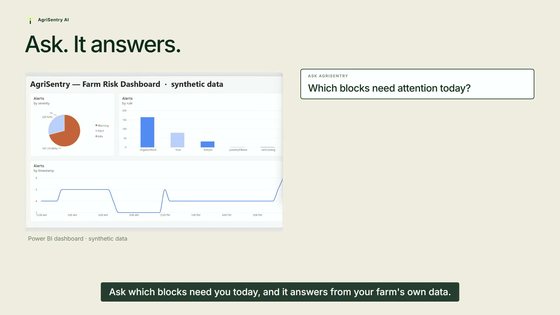 AgriSentry AI
Ask. It answers.
AgriSentry — Farm Risk Dashboard · synthetic data
Alerts
by severity
Alerts
by rule
Alerts
by timestamp
Power BI dashboard · synthetic data
ASK AGRISENTRY
Which blocks need attention today?
Ask which blocks need you today, and it answers from your farm's own data.